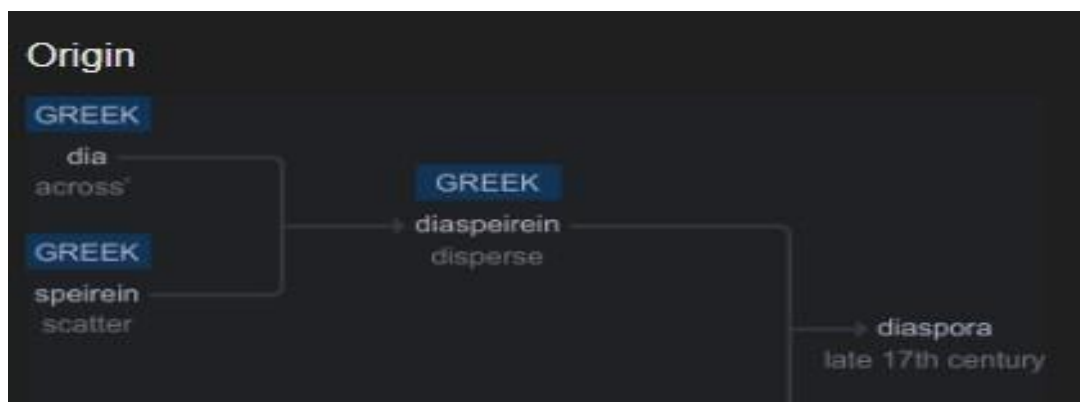 Origin
GREEK
dia
across'
GREEK
speirein
scatter
GREEK
diaspeirein
disperse
diaspora
late 17th century